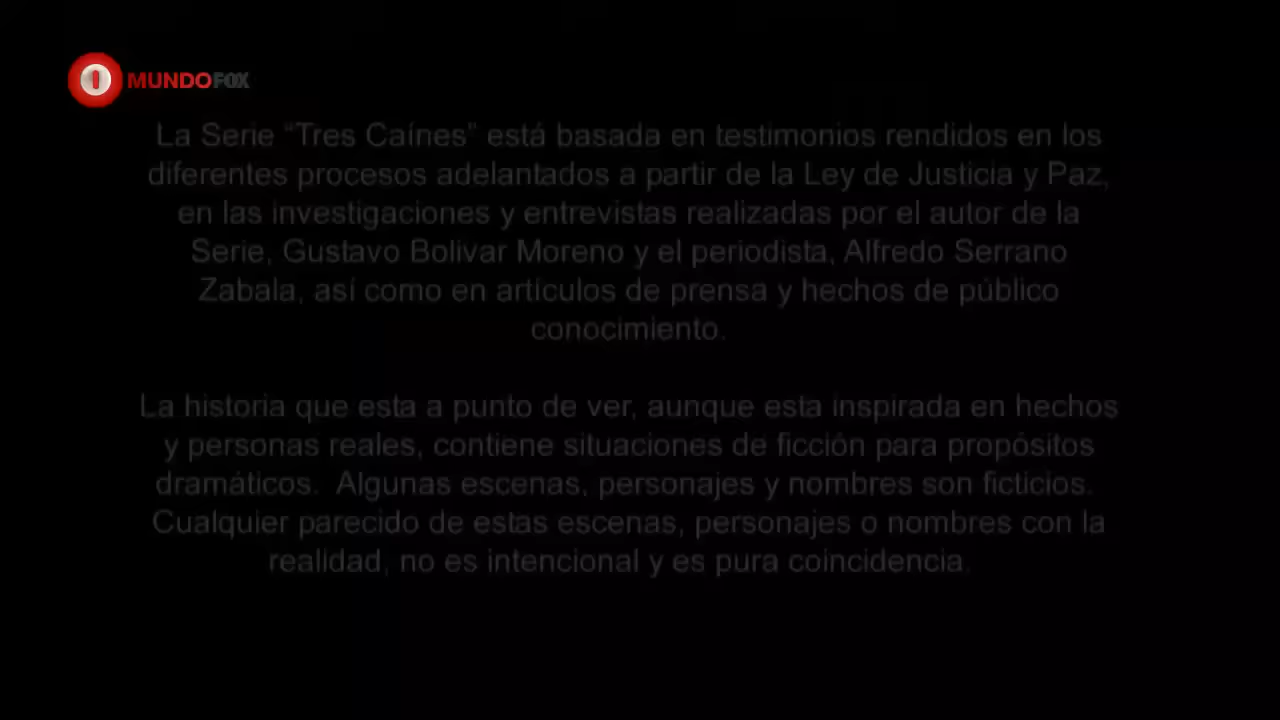 MUNDOFOX
La Serie "Tres Caínes" está basada en testimonios rendidos en los
diferentes procesos adelantados a partir de la Ley de Justicia y Paz,
en las investigaciones y entrevistas realizadas por el autor de la
Serie, Gustavo Bolivar Moreno y el periodista, Alfredo Serrano
Zabala, así como en artículos de prensa y hechos de público
conocimiento.
La historia que esta a punto de ver, aunque esta inspirada en hechos
y personas reales, contiene situaciones de ficción para propósitos
dramáticos. Algunas escenas, personajes y nombres son ficticios.
Cualquier parecido de estas escenas, personajes o nombres con la
realidad, no es intencional y es pura coincidencia.